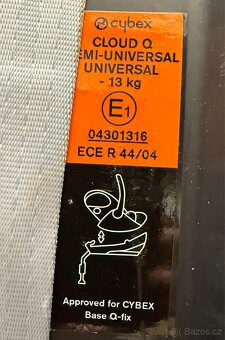 cybex
CLOUD Q
EMI-UNIVERSAL
UNIVERSAL
- 13 kg
E1
04301316
ECE R 44/04
Approved for CYBEX
Base Q-fix
Bazos.cz